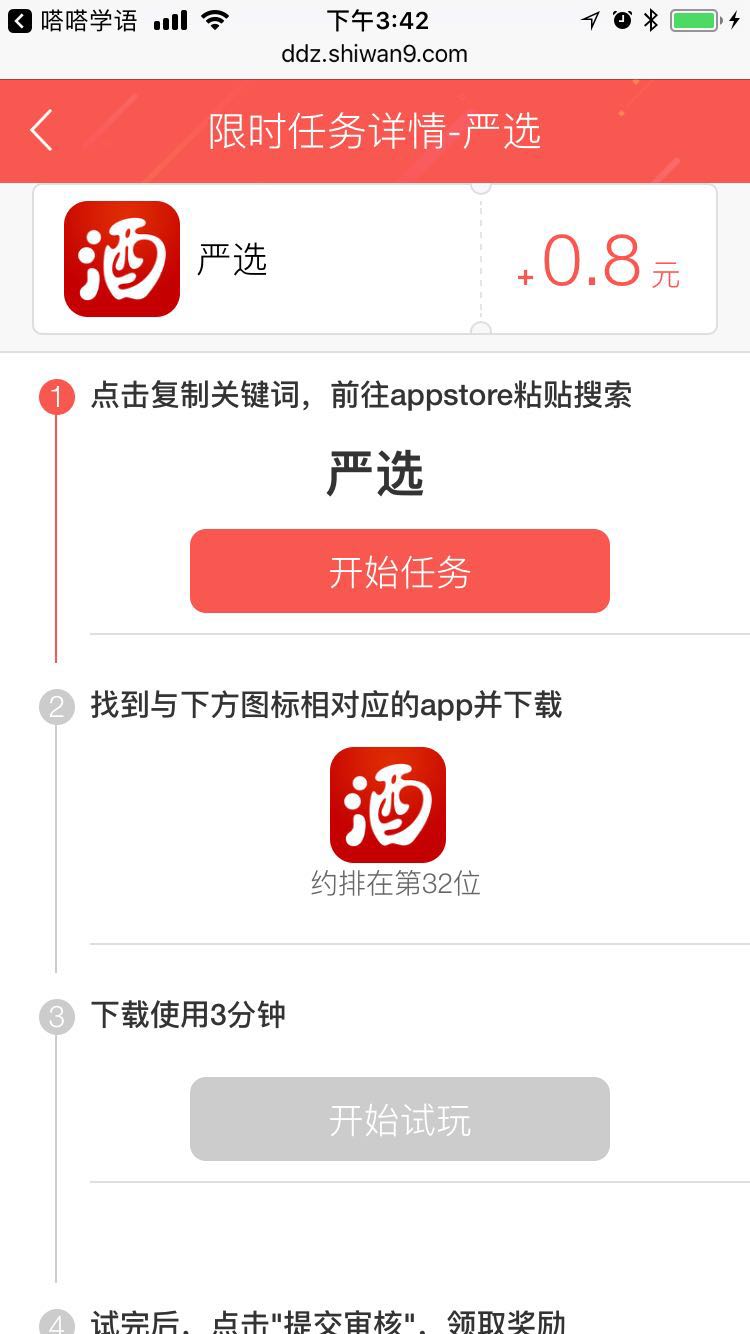 嗒嗒学语 下午3:42
ddz.shiwan9.com
限时任务详情-严选
酒 严选 +0.8元
1 点击复制关键词，前往appstore粘贴搜索
严选
开始任务
2 找到与下方图标相对应的app并下载
酒
约排在第32位
3 下载使用3分钟
开始试玩
4 试完后，点击"提交审核"，领取奖励